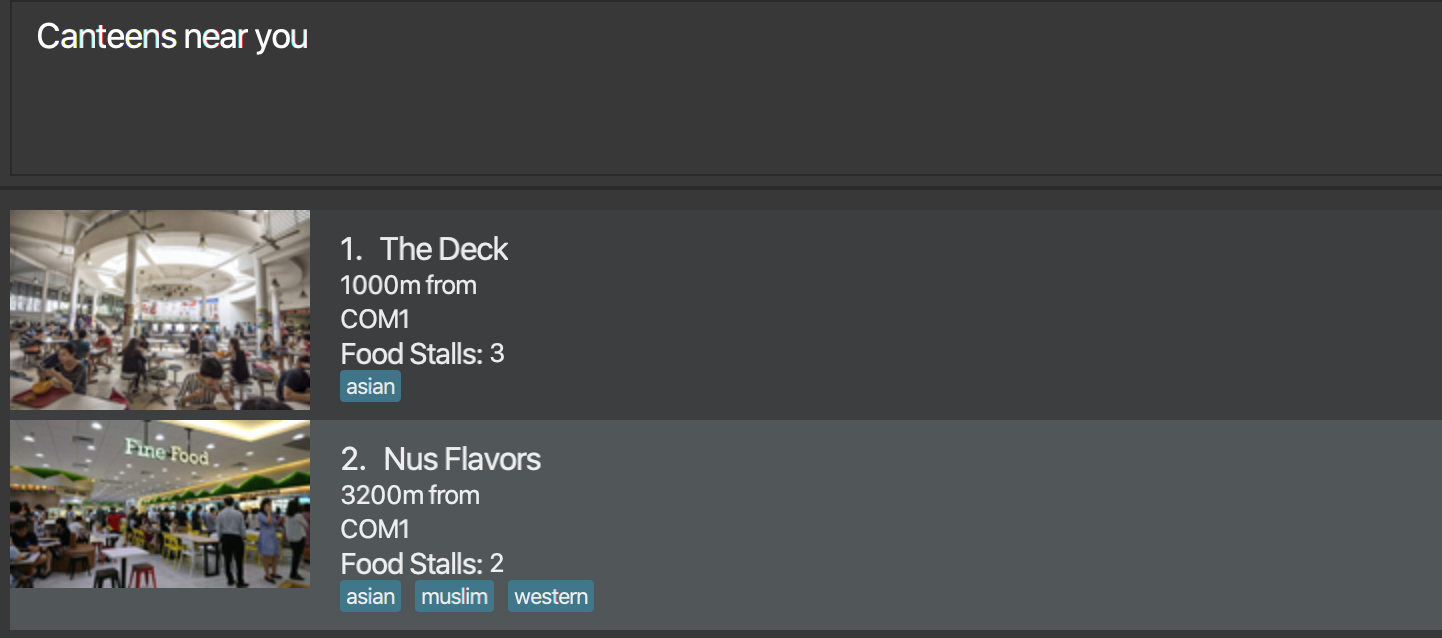 Canteens near you
1. The Deck
1000m from
COM1
Food Stalls: 3
asian
Fine Food
2. Nus Flavors
3200m from
COM1
Food Stalls: 2
asian muslim western